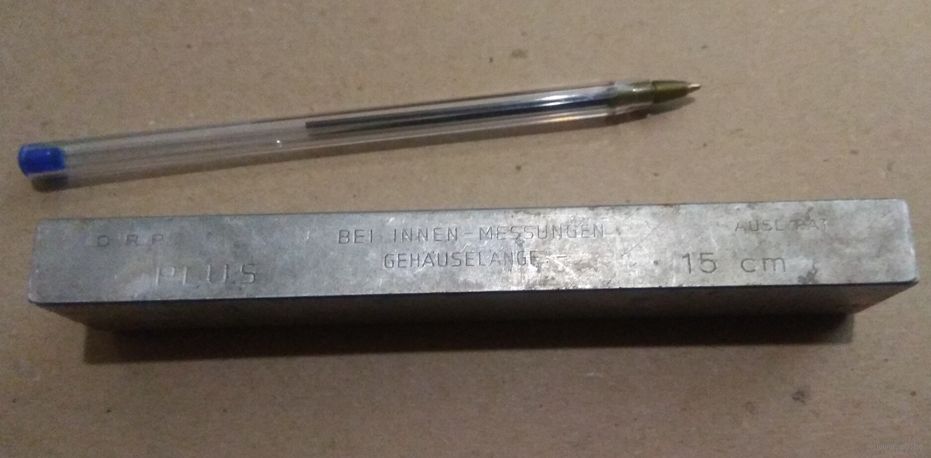 D.R.P. BEI INNEN-MESSUNGEN AUSL. PAT.
PLUS GEHÄUSELÄNGE = 15 cm